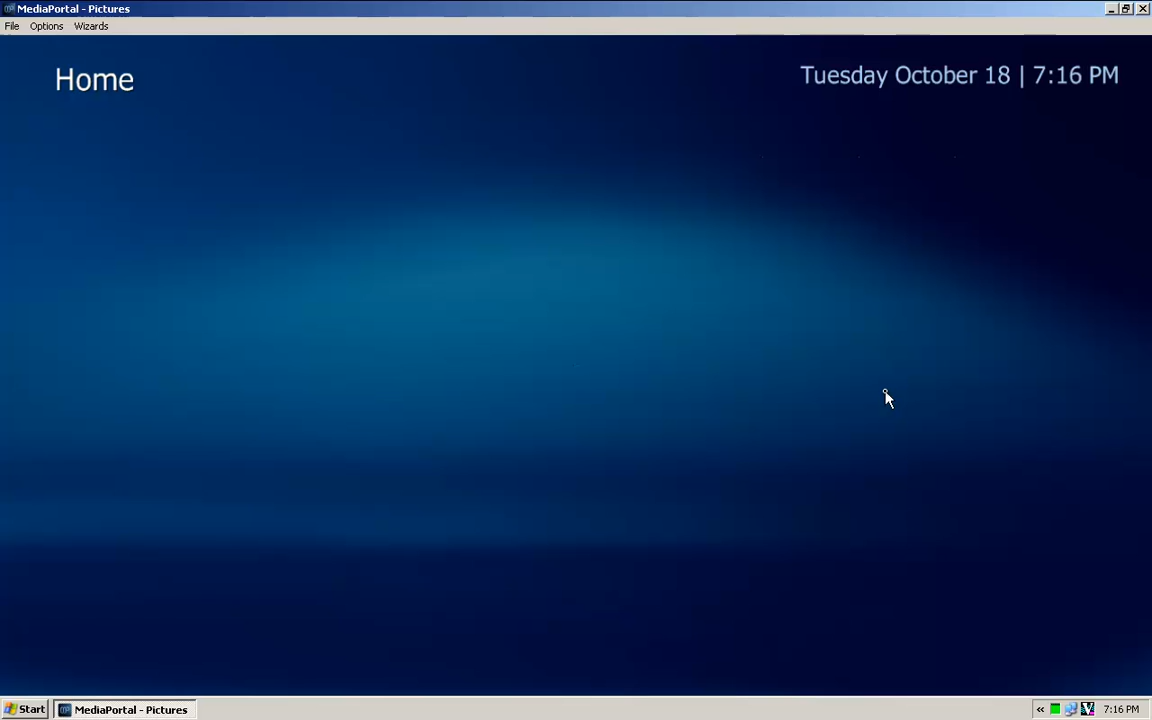 MediaPortal - Pictures
File Options Wizards
Home
Tuesday October 18 | 7:16 PM
Start
MediaPortal - Pictures
7:16 PM